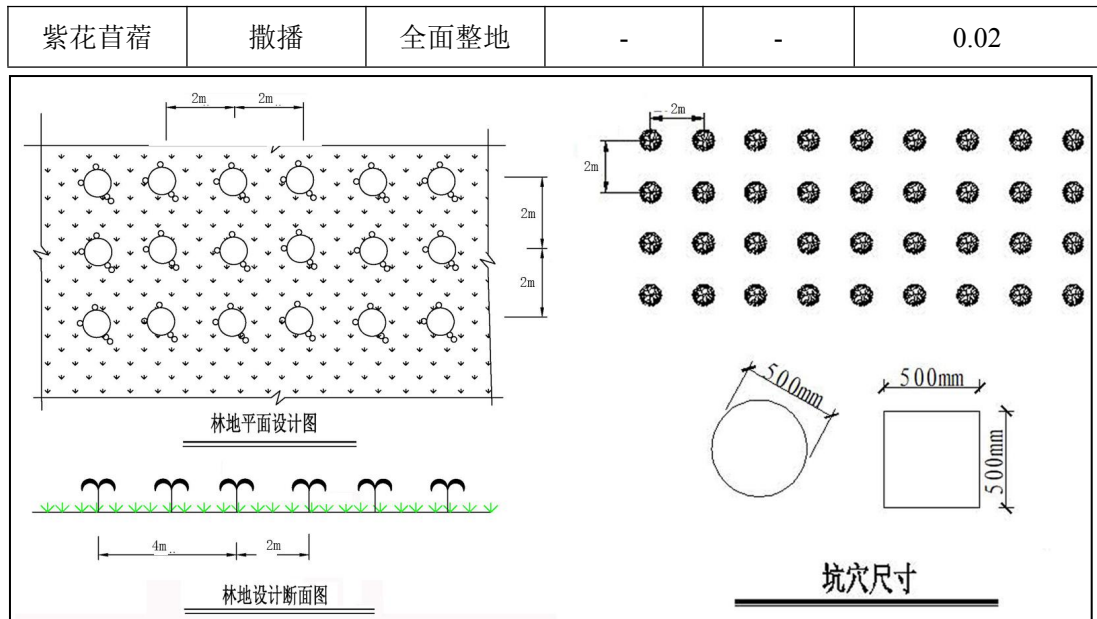 紫花苜蓿 撒播 全面整地 - - 0.02
2m 2m
2m
2m
林地平面设计图
4m 2m
林地设计断面图
2m
2m
500mm
500mm
500mm
坑穴尺寸